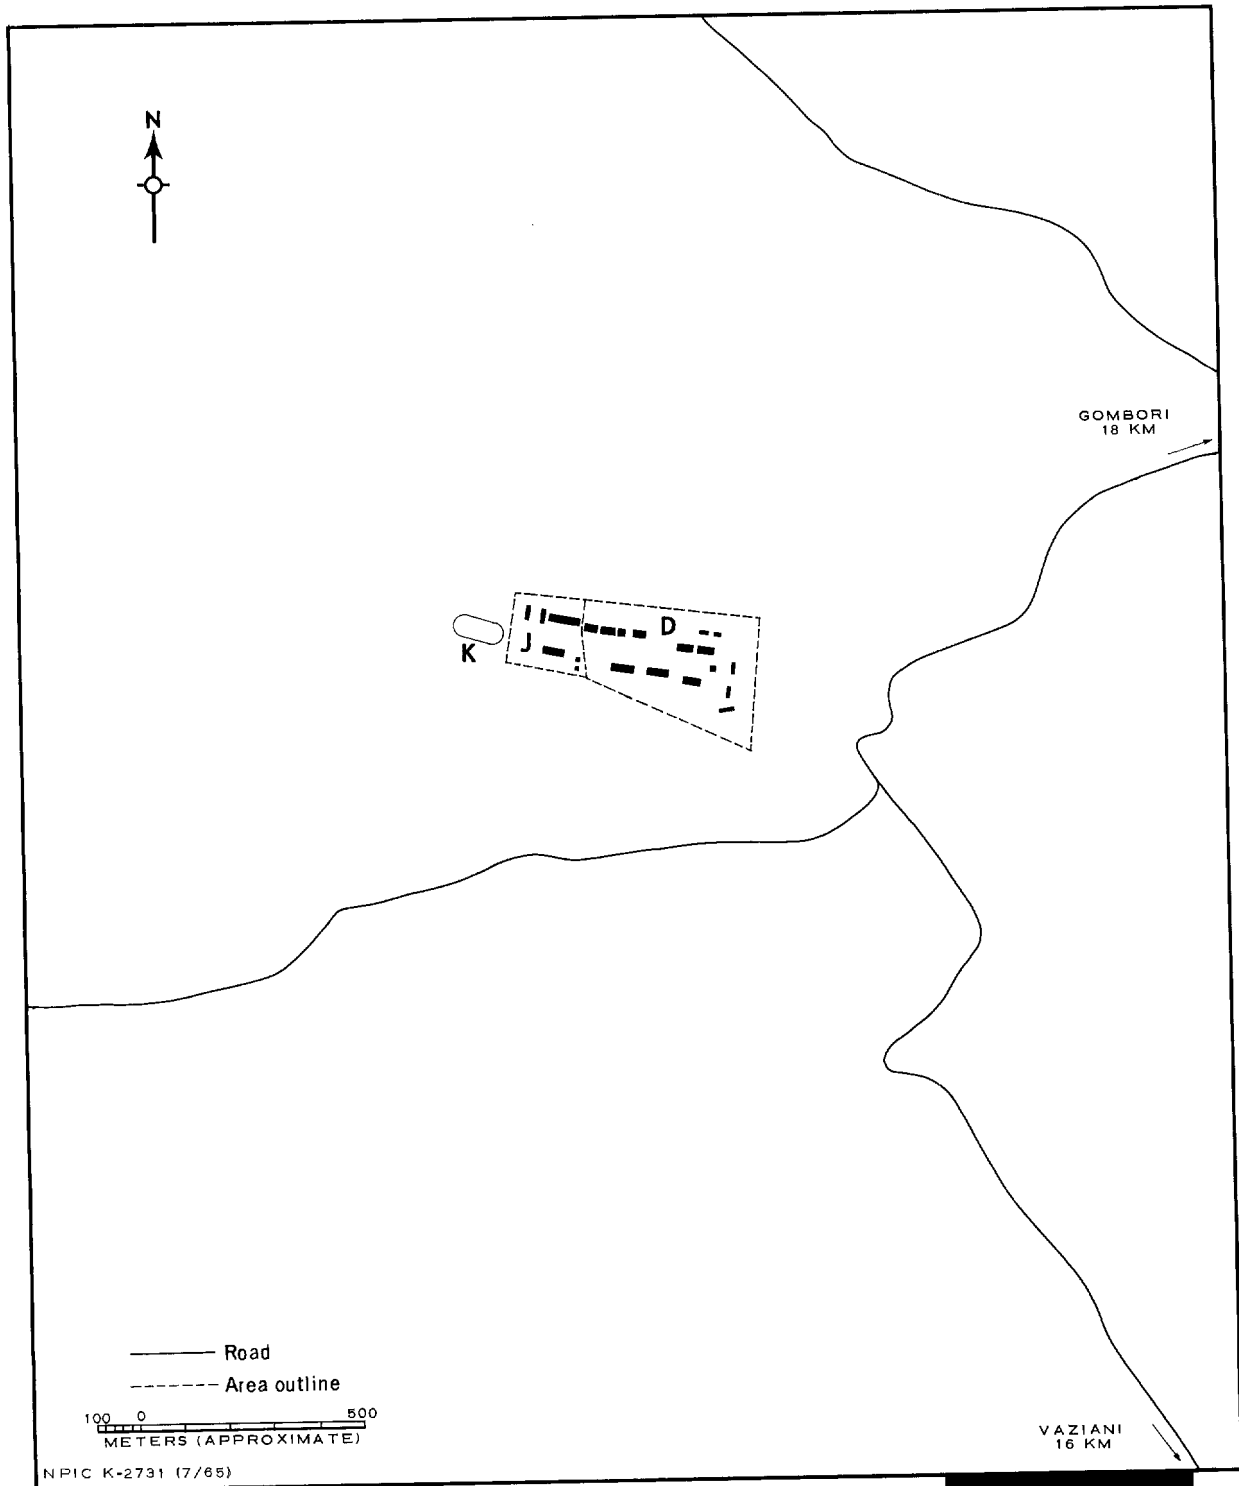 N
GOMBORI
18 KM
D
J
K
Road
Area outline
100 0 500
METERS (APPROXIMATE)
VAZIANI
16 KM
NPIC K-2731 (7/65)